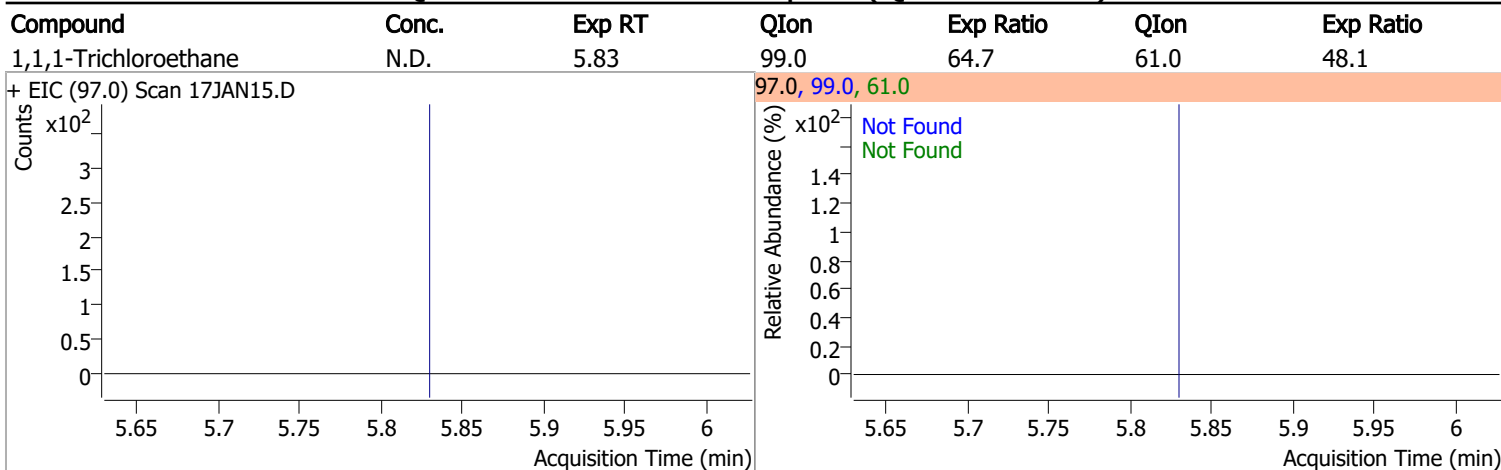 Compound Conc. Exp RT QIon Exp Ratio QIon Exp Ratio
1,1,1-Trichloroethane N.D. 5.83 99.0 64.7 61.0 48.1
+ EIC (97.0) Scan 17JAN15.D
Counts
x10²
3
2.5
2
1.5
1
0.5
0
5.65 5.7 5.75 5.8 5.85 5.9 5.95 6
Acquisition Time (min)
97.0, 99.0, 61.0
Relative Abundance (%)
x10²
Not Found
Not Found
1.4
1.2
1
0.8
0.6
0.4
0.2
0
5.65 5.7 5.75 5.8 5.85 5.9 5.95 6
Acquisition Time (min)